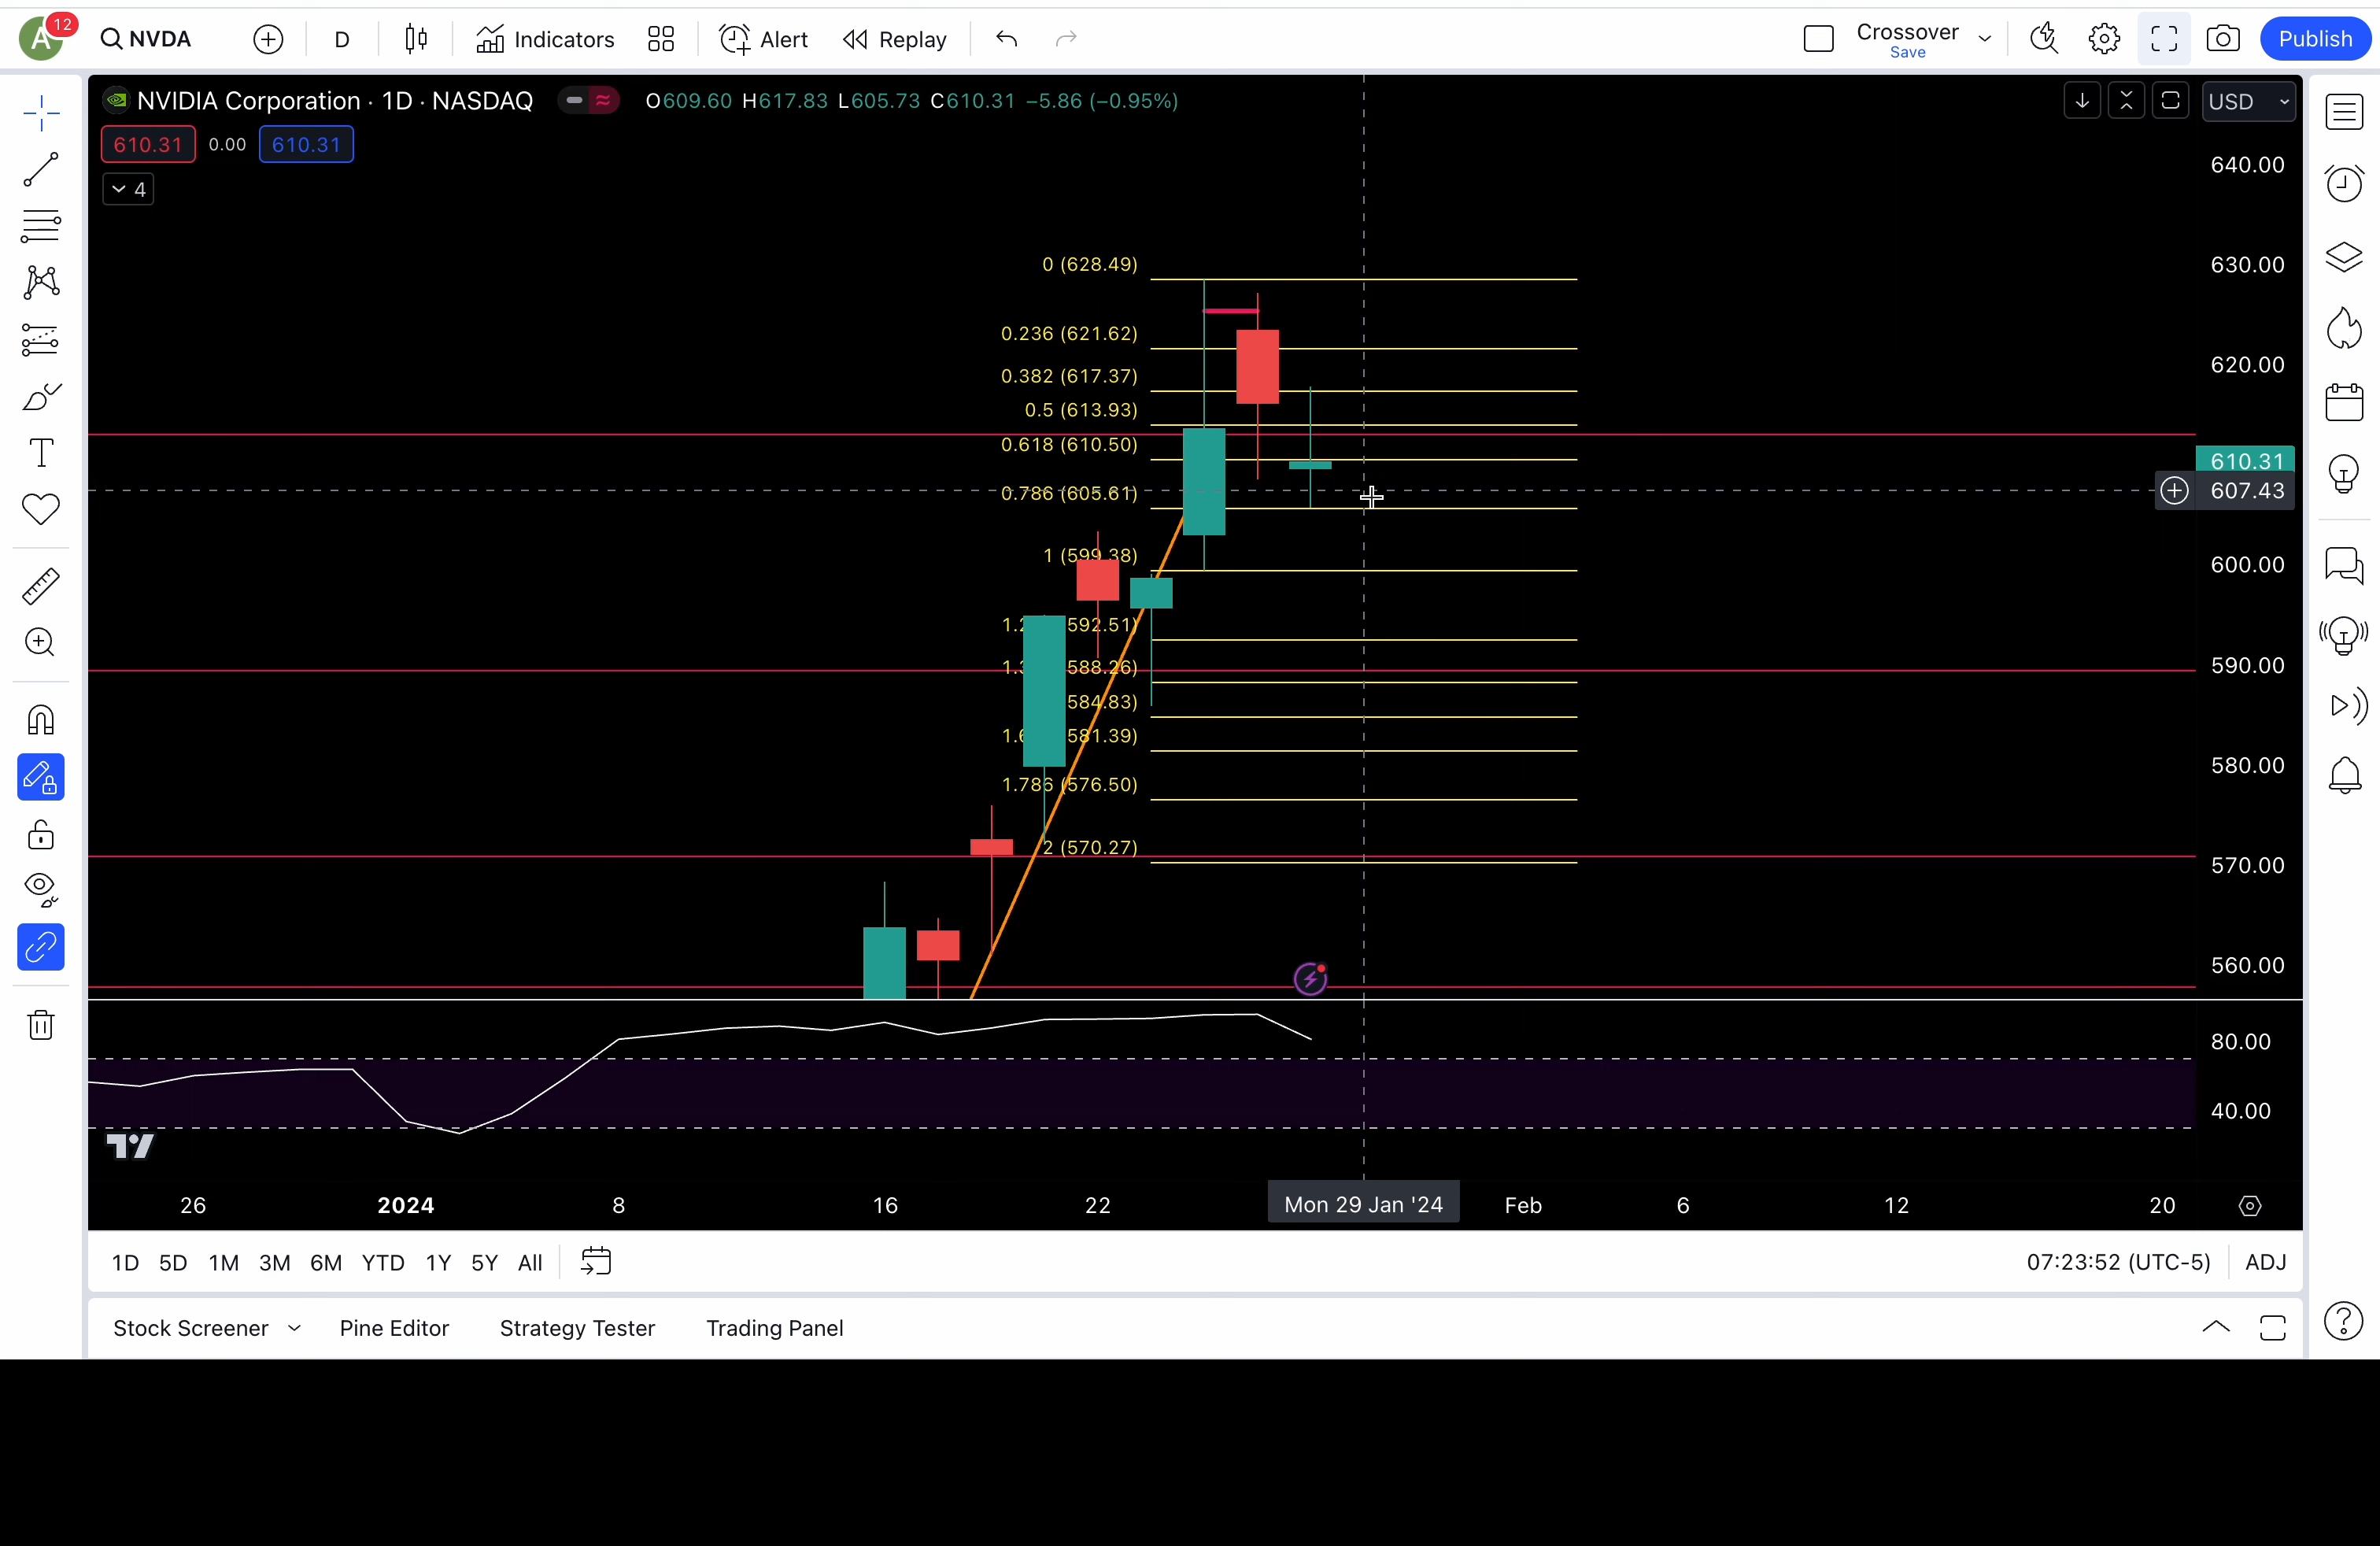 A 12 NVDA D Indicators Alert Replay Crossover Save Publish
NVIDIA Corporation · 1D · NASDAQ O609.60 H617.83 L605.73 C610.31 −5.86 (−0.95%) USD
610.31 0.00 610.31
4
640.00
0 (628.49) 630.00
0.236 (621.62)
0.382 (617.37) 620.00
0.5 (613.93)
0.618 (610.50) 610.31
0.786 (605.61) 607.43
1 (599.38) 600.00
592.51)
588.26) 590.00
584.83)
581.39)
1.786 (576.50) 580.00
2 (570.27) 570.00
560.00
80.00
40.00
26 2024 8 16 22 Mon 29 Jan '24 Feb 6 12 20
1D 5D 1M 3M 6M YTD 1Y 5Y All 07:23:52 (UTC-5) ADJ
Stock Screener Pine Editor Strategy Tester Trading Panel